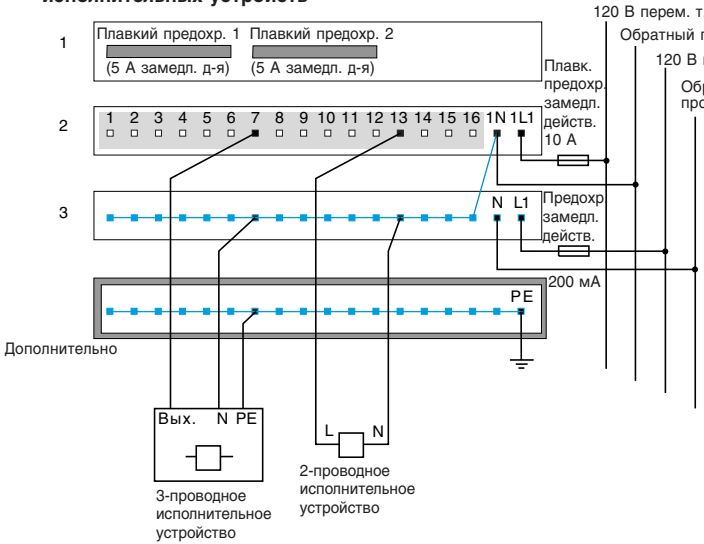 исполнительных устройств
120 В перем. т.
Обратный п
120 В
1
Плавкий предохр. 1 Плавкий предохр. 2
(5 А замедл. д-я) (5 А замедл. д-я)
Плавк.
предохр.
замедл.
действ.
10 А
2
1 2 3 4 5 6 7 8 9 10 11 12 13 14 15 16 1N 1L1
3
N L1
Предохр.
замедл.
действ.
200 мА
PE
Дополнительно
Вых. N PE
L N
3-проводное
исполнительное
устройство
2-проводное
исполнительное
устройство